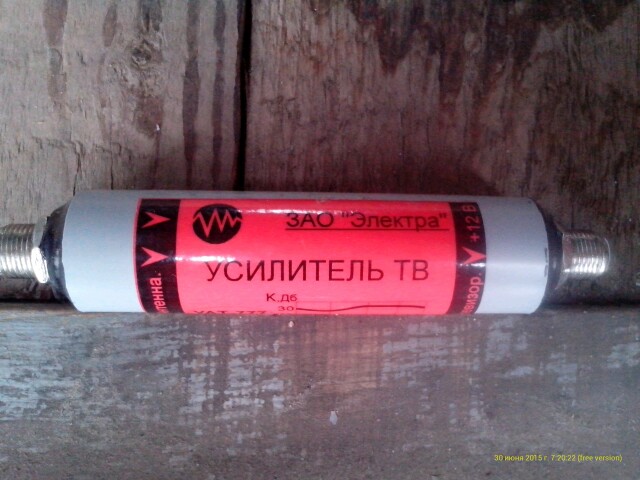 ЗАО "Электра"
УСИЛИТЕЛЬ ТВ
К,дб
30
+12 В
30 июня 2015 г. 7:20:22 (free version)